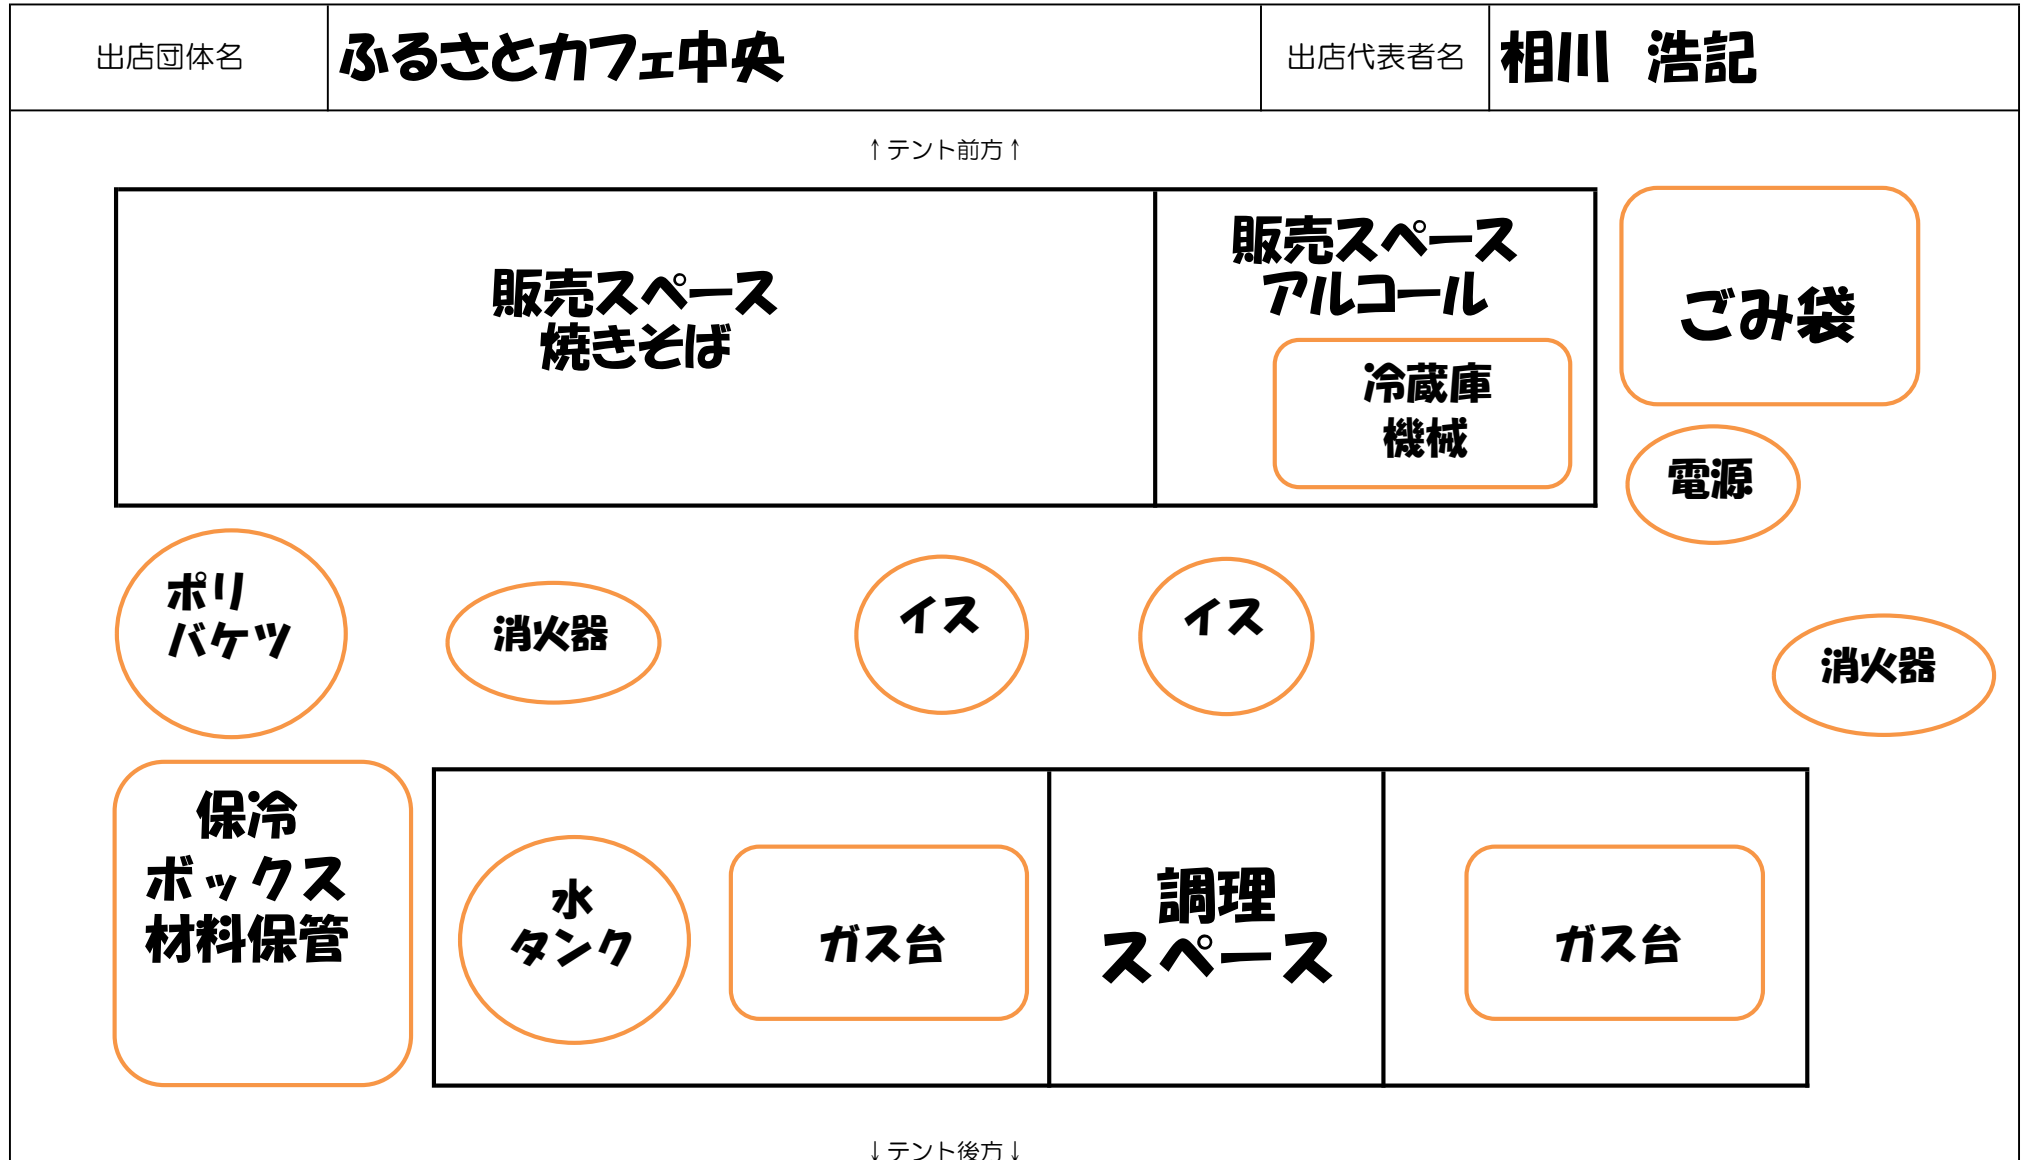 出店団体名
ふるさとカフェ中央
出店代表者名
相川　浩記
↑テント前方↑
販売スペース
焼きそば
販売スペース
アルコール
冷蔵庫
機械
ごみ袋
電源
ポリ
バケツ
消火器
イス
イス
消火器
保冷
ボックス
材料保管
水
タンク
ガス台
調理
スペース
ガス台
↓テント後方↓